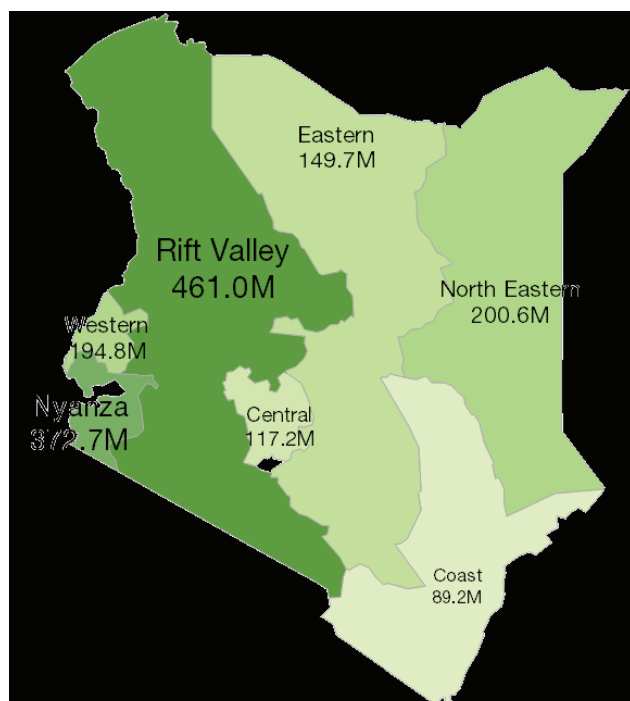 Eastern
149.7M
Rift Valley
461.0M
North Eastern
200.6M
Western
194.8M
Nyanza
372.7M
Central
117.2M
Coast
89.2M